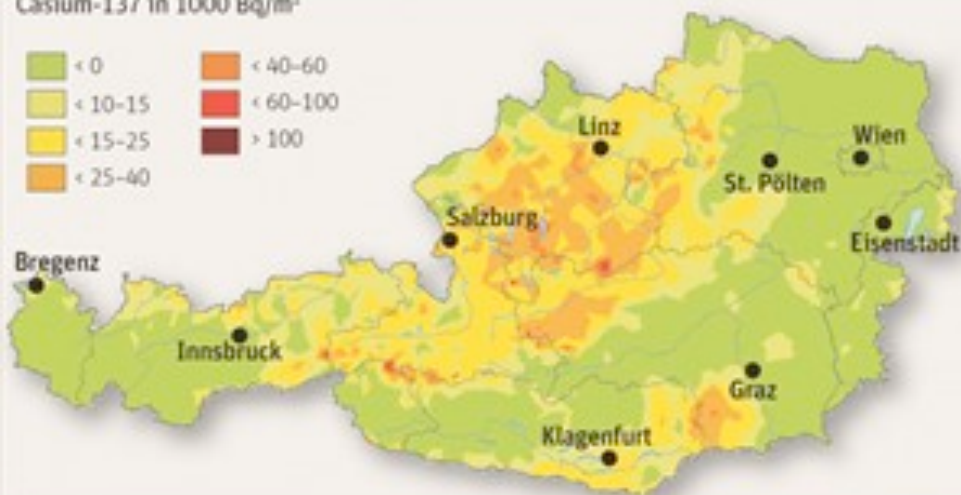 Cäsium-137 in 1000 Bq/m²
< 0
< 10–15
< 15–25
< 25–40
< 40–60
< 60–100
> 100
Linz
Wien
St. Pölten
Salzburg
Eisenstadt
Bregenz
Innsbruck
Graz
Klagenfurt